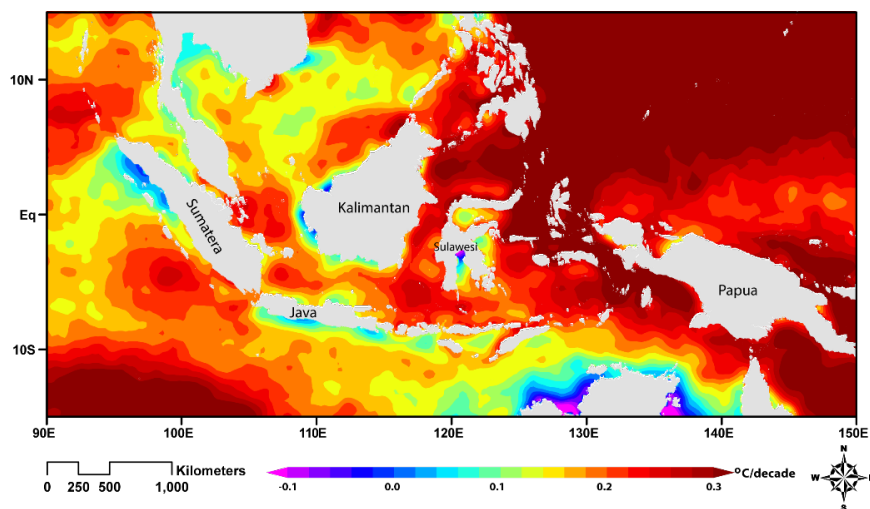 10N
EQ
10S
Sumatera
Kalimantan
Sulawesi
Java
Papua
90E 100E 110E 120E 130E 140E 150E
Kilometers
0 250 500 1,000
°C/decade
-0.1 0.0 0.1 0.2 0.3
N
W E
S